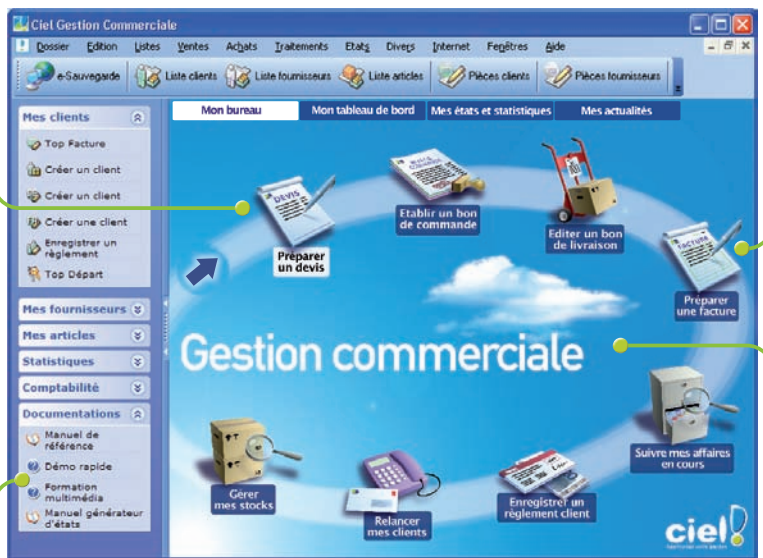 Ciel Gestion Commerciale
Dossier Edition Listes Ventes Achats Traitements Etats Divers Internet Fenêtres Aide
e-Sauvegarde Liste clients Liste fournisseurs Liste articles Pièces clients Pièces fournisseurs
Mon bureau Mon tableau de bord Mes états et statistiques Mes actualités
Mes clients
Top Facture
Créer un client
Créer un client
Créer une client
Enregistrer un
règlement
Top Départ
Mes fournisseurs
Mes articles
Statistiques
Comptabilité
Documentations
Manuel de
référence
Démo rapide
Formation
multimédia
Manuel générateur
d'états
DEVIS
Préparer
un devis
Etablir un bon
de commande
Editer un bon
de livraison
FACTURE
Préparer
une facture
Gestion commerciale
Suivre mes affaires
en cours
Enregistrer un
règlement client
Relancer
mes clients
Gérer
mes stocks
ciel!